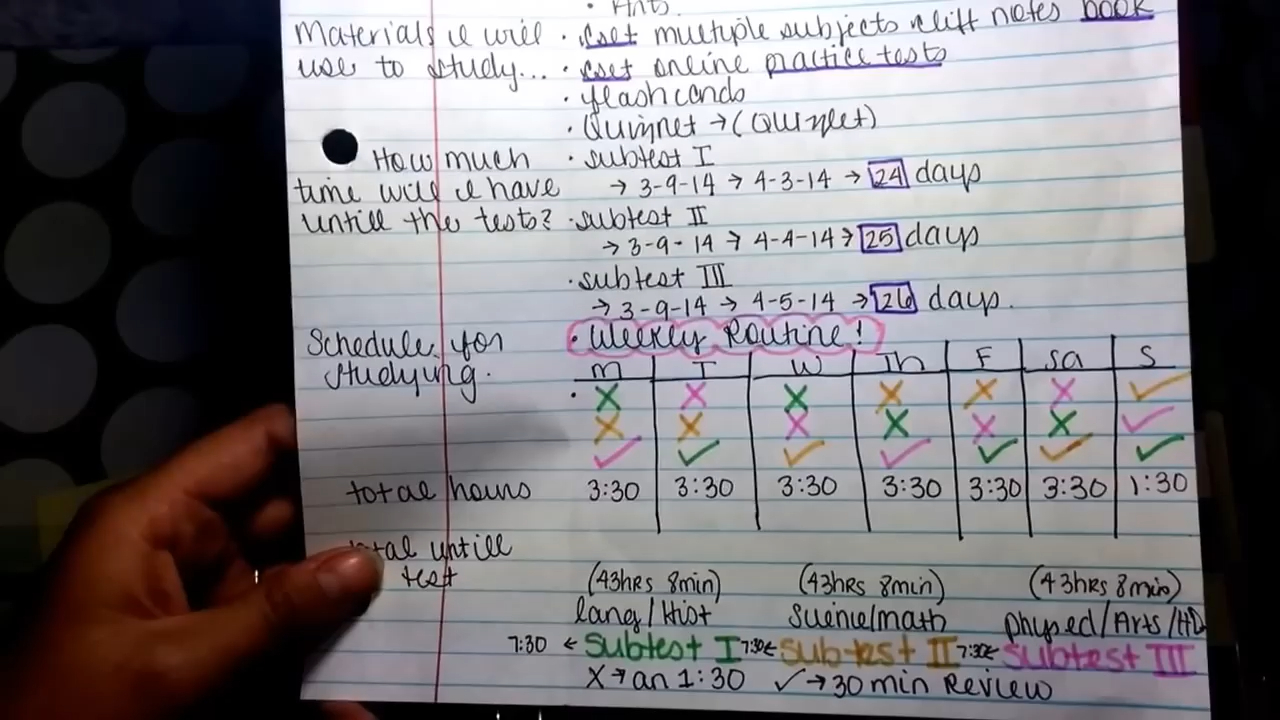 • Hints
Materials I will • cset multiple subjects cliff notes book
use to study... • cset online practice tests
• flashcards
• Quiznet → (Quizlet)
How much • subtest I
time will I have → 3-9-14 → 4-3-14 → 24 days
untill the tests? • subtest II
→ 3-9-14 → 4-4-14 → 25 days
• subtest III
→ 3-9-14 → 4-5-14 → 26 days.
Schedule for • Weekly Routine!
studying.
M T W Th F Sa S
• X X X X X X ✓
X X X X X X ✓
✓ ✓ ✓ ✓ ✓ ✓ ✓
total hours 3:30 3:30 3:30 3:30 3:30 3:30 1:30
total untill
test (43hrs 8min) (43hrs 8min) (43hrs 8min)
lang/Hist Science/math phys.ed/Arts/HD
7:30 ← Subtest I 7:30 ← subtest II 7:30 ← subtest III
X → an 1:30 ✓ → 30 min Review